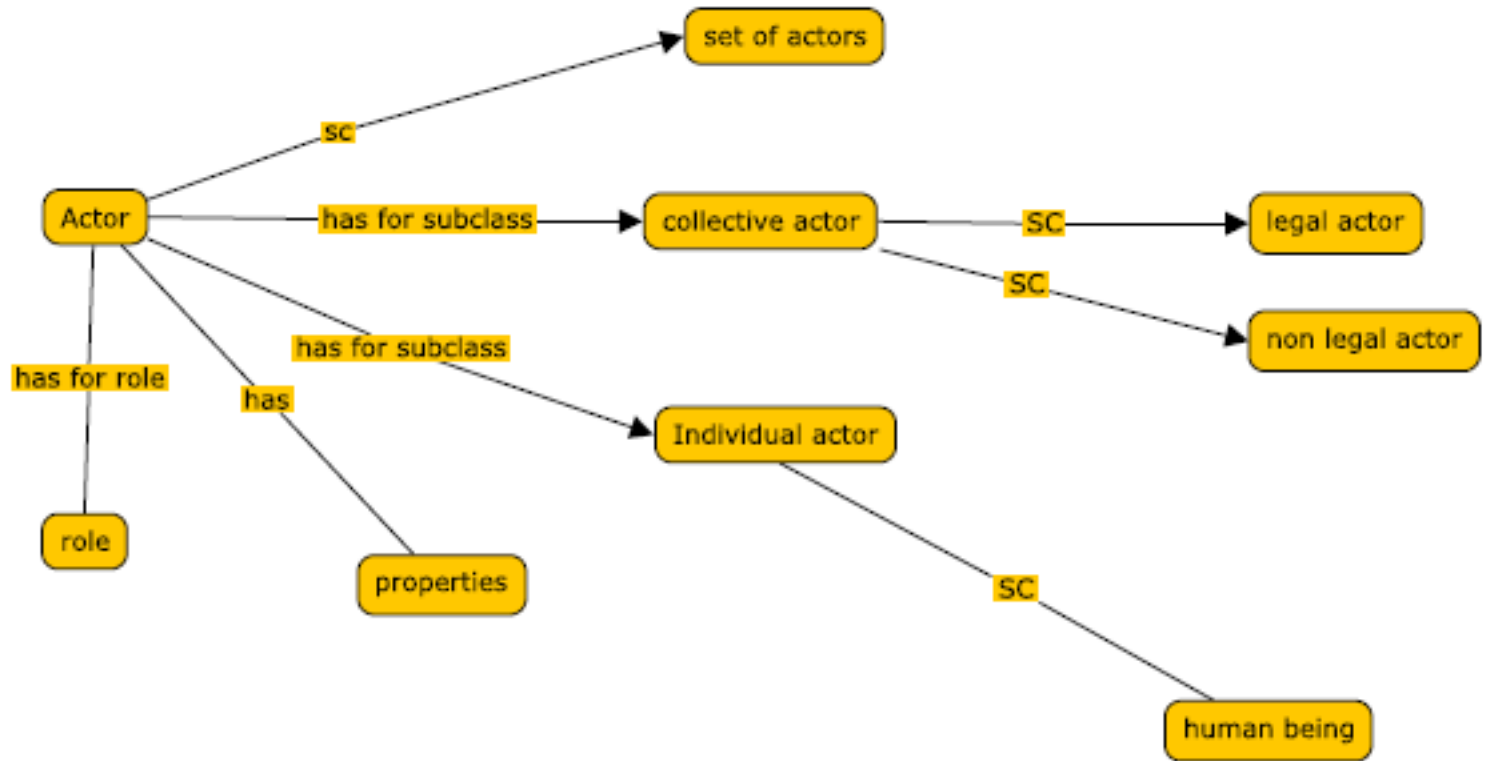 set of actors
sc
Actor
has for subclass
collective actor
SC
legal actor
SC
non legal actor
has for subclass
has for role
has
Individual actor
role
properties
SC
human being